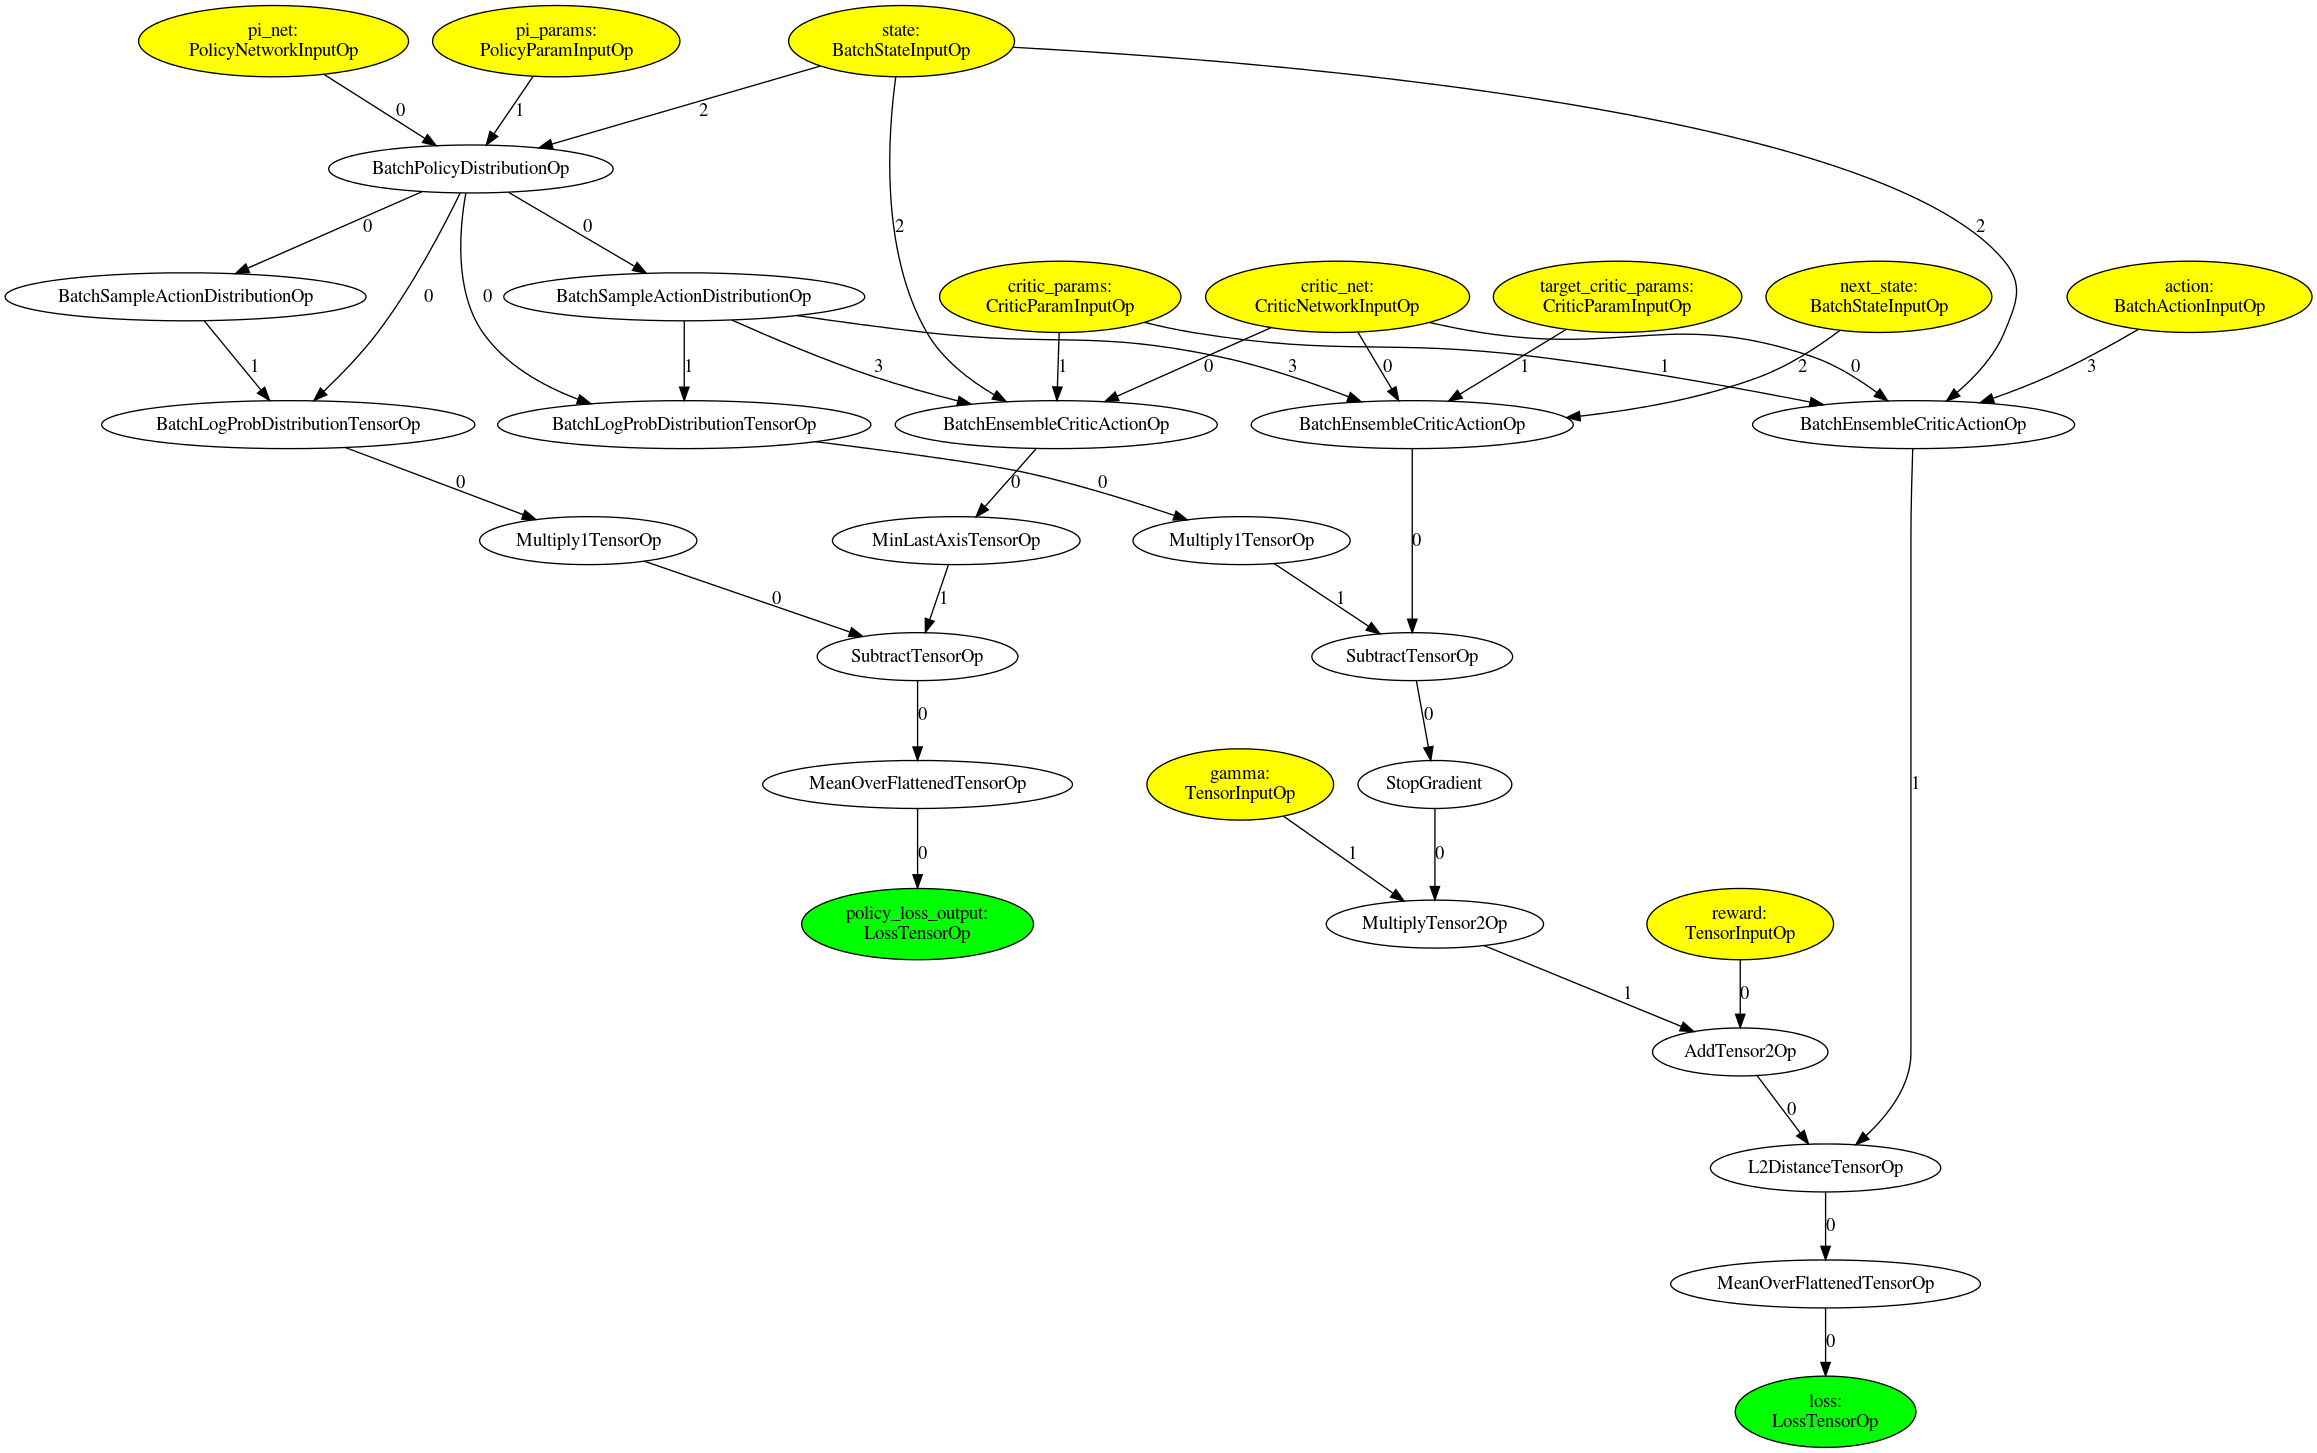 pi_net:
PolicyNetworkInputOp
pi_params:
PolicyParamInputOp
state:
BatchStateInputOp
0
1
2
BatchPolicyDistributionOp
0
0
2
2
critic_params:
CriticParamInputOp
critic_net:
CriticNetworkInputOp
target_critic_params:
CriticParamInputOp
next_state:
BatchStateInputOp
action:
BatchActionInputOp
BatchSampleActionDistributionOp
0
0
BatchSampleActionDistributionOp
1
1
3
1
0
3
0
1
1
2
0
3
BatchLogProbDistributionTensorOp
BatchLogProbDistributionTensorOp
BatchEnsembleCriticActionOp
BatchEnsembleCriticActionOp
BatchEnsembleCriticActionOp
0
0
0
Multiply1TensorOp
MinLastAxisTensorOp
Multiply1TensorOp
0
0
1
1
SubtractTensorOp
SubtractTensorOp
0
0
MeanOverFlattenedTensorOp
gamma:
TensorInputOp
StopGradient
1
0
1
0
policy_loss_output:
LossTensorOp
MultiplyTensor2Op
reward:
TensorInputOp
1
0
AddTensor2Op
0
L2DistanceTensorOp
0
MeanOverFlattenedTensorOp
0
loss:
LossTensorOp